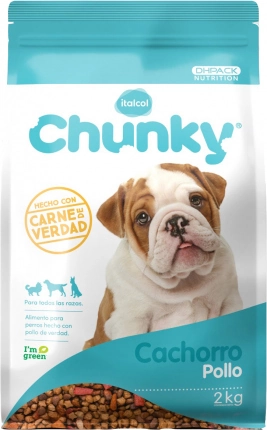 OHPACK
NUTRITION
italcol
Chunky®
HECHO CON
CARNE
DE
VERDAD
Para todas las razas.
Alimento para
perros hecho con
pollo de verdad.
I'm
green
Cachorro
Pollo
2kg